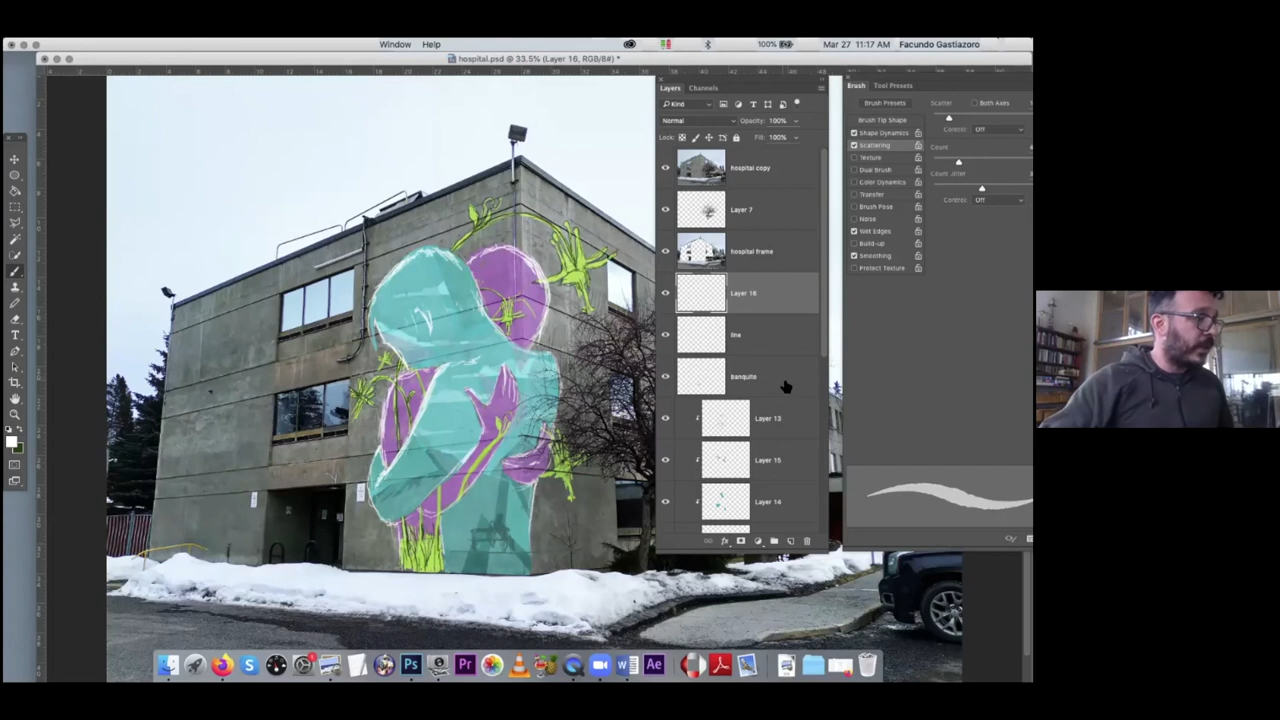 Window Help
100%
Mar 27 11:17 AM Facundo Gastiazoro
hospital.psd @ 33.5% (Layer 16, RGB/8#) *
Layers Channels
Kind
Normal Opacity: 100%
Lock: Fill: 100%
hospital copy
Layer 7
hospital frame
Layer 16
line
banquito
Layer 13
Layer 15
Layer 14
fx
Brush Tool Presets
Brush Presets
Brush Tip Shape
Shape Dynamics
Scattering
Texture
Dual Brush
Color Dynamics
Transfer
Brush Pose
Noise
Wet Edges
Build-up
Smoothing
Protect Texture
Scatter Both Axes
Control: Off
Count
Count Jitter
Control: Off
S
Ps
Pr
W
Ae